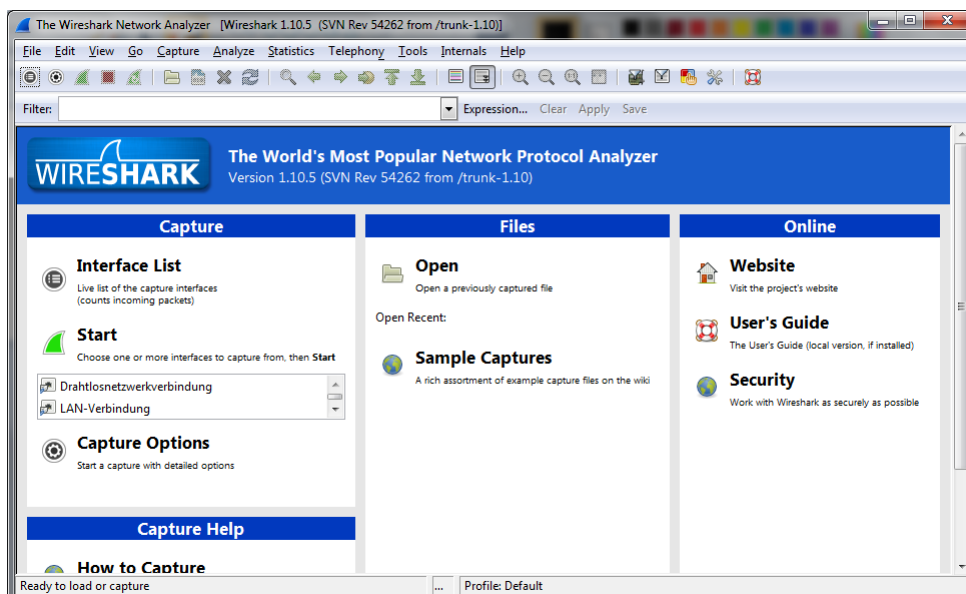 The Wireshark Network Analyzer [Wireshark 1.10.5 (SVN Rev 54262 from /trunk-1.10)]
File Edit View Go Capture Analyze Statistics Telephony Tools Internals Help
Filter: Expression... Clear Apply Save
WIRESHARK
The World's Most Popular Network Protocol Analyzer
Version 1.10.5 (SVN Rev 54262 from /trunk-1.10)
Capture
Interface List
Live list of the capture interfaces
(counts incoming packets)
Start
Choose one or more interfaces to capture from, then Start
Drahtlosnetzwerkverbindung
LAN-Verbindung
Capture Options
Start a capture with detailed options
Capture Help
How to Capture
Files
Open
Open a previously captured file
Open Recent:
Sample Captures
A rich assortment of example capture files on the wiki
Online
Website
Visit the project's website
User's Guide
The User's Guide (local version, if installed)
Security
Work with Wireshark as securely as possible
Ready to load or capture ... Profile: Default